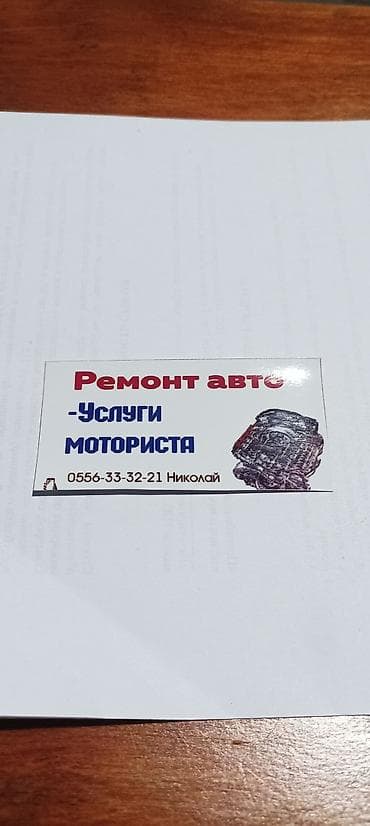 Ремонт авто
-Услуги
моториста
0556-33-32-21 Николай